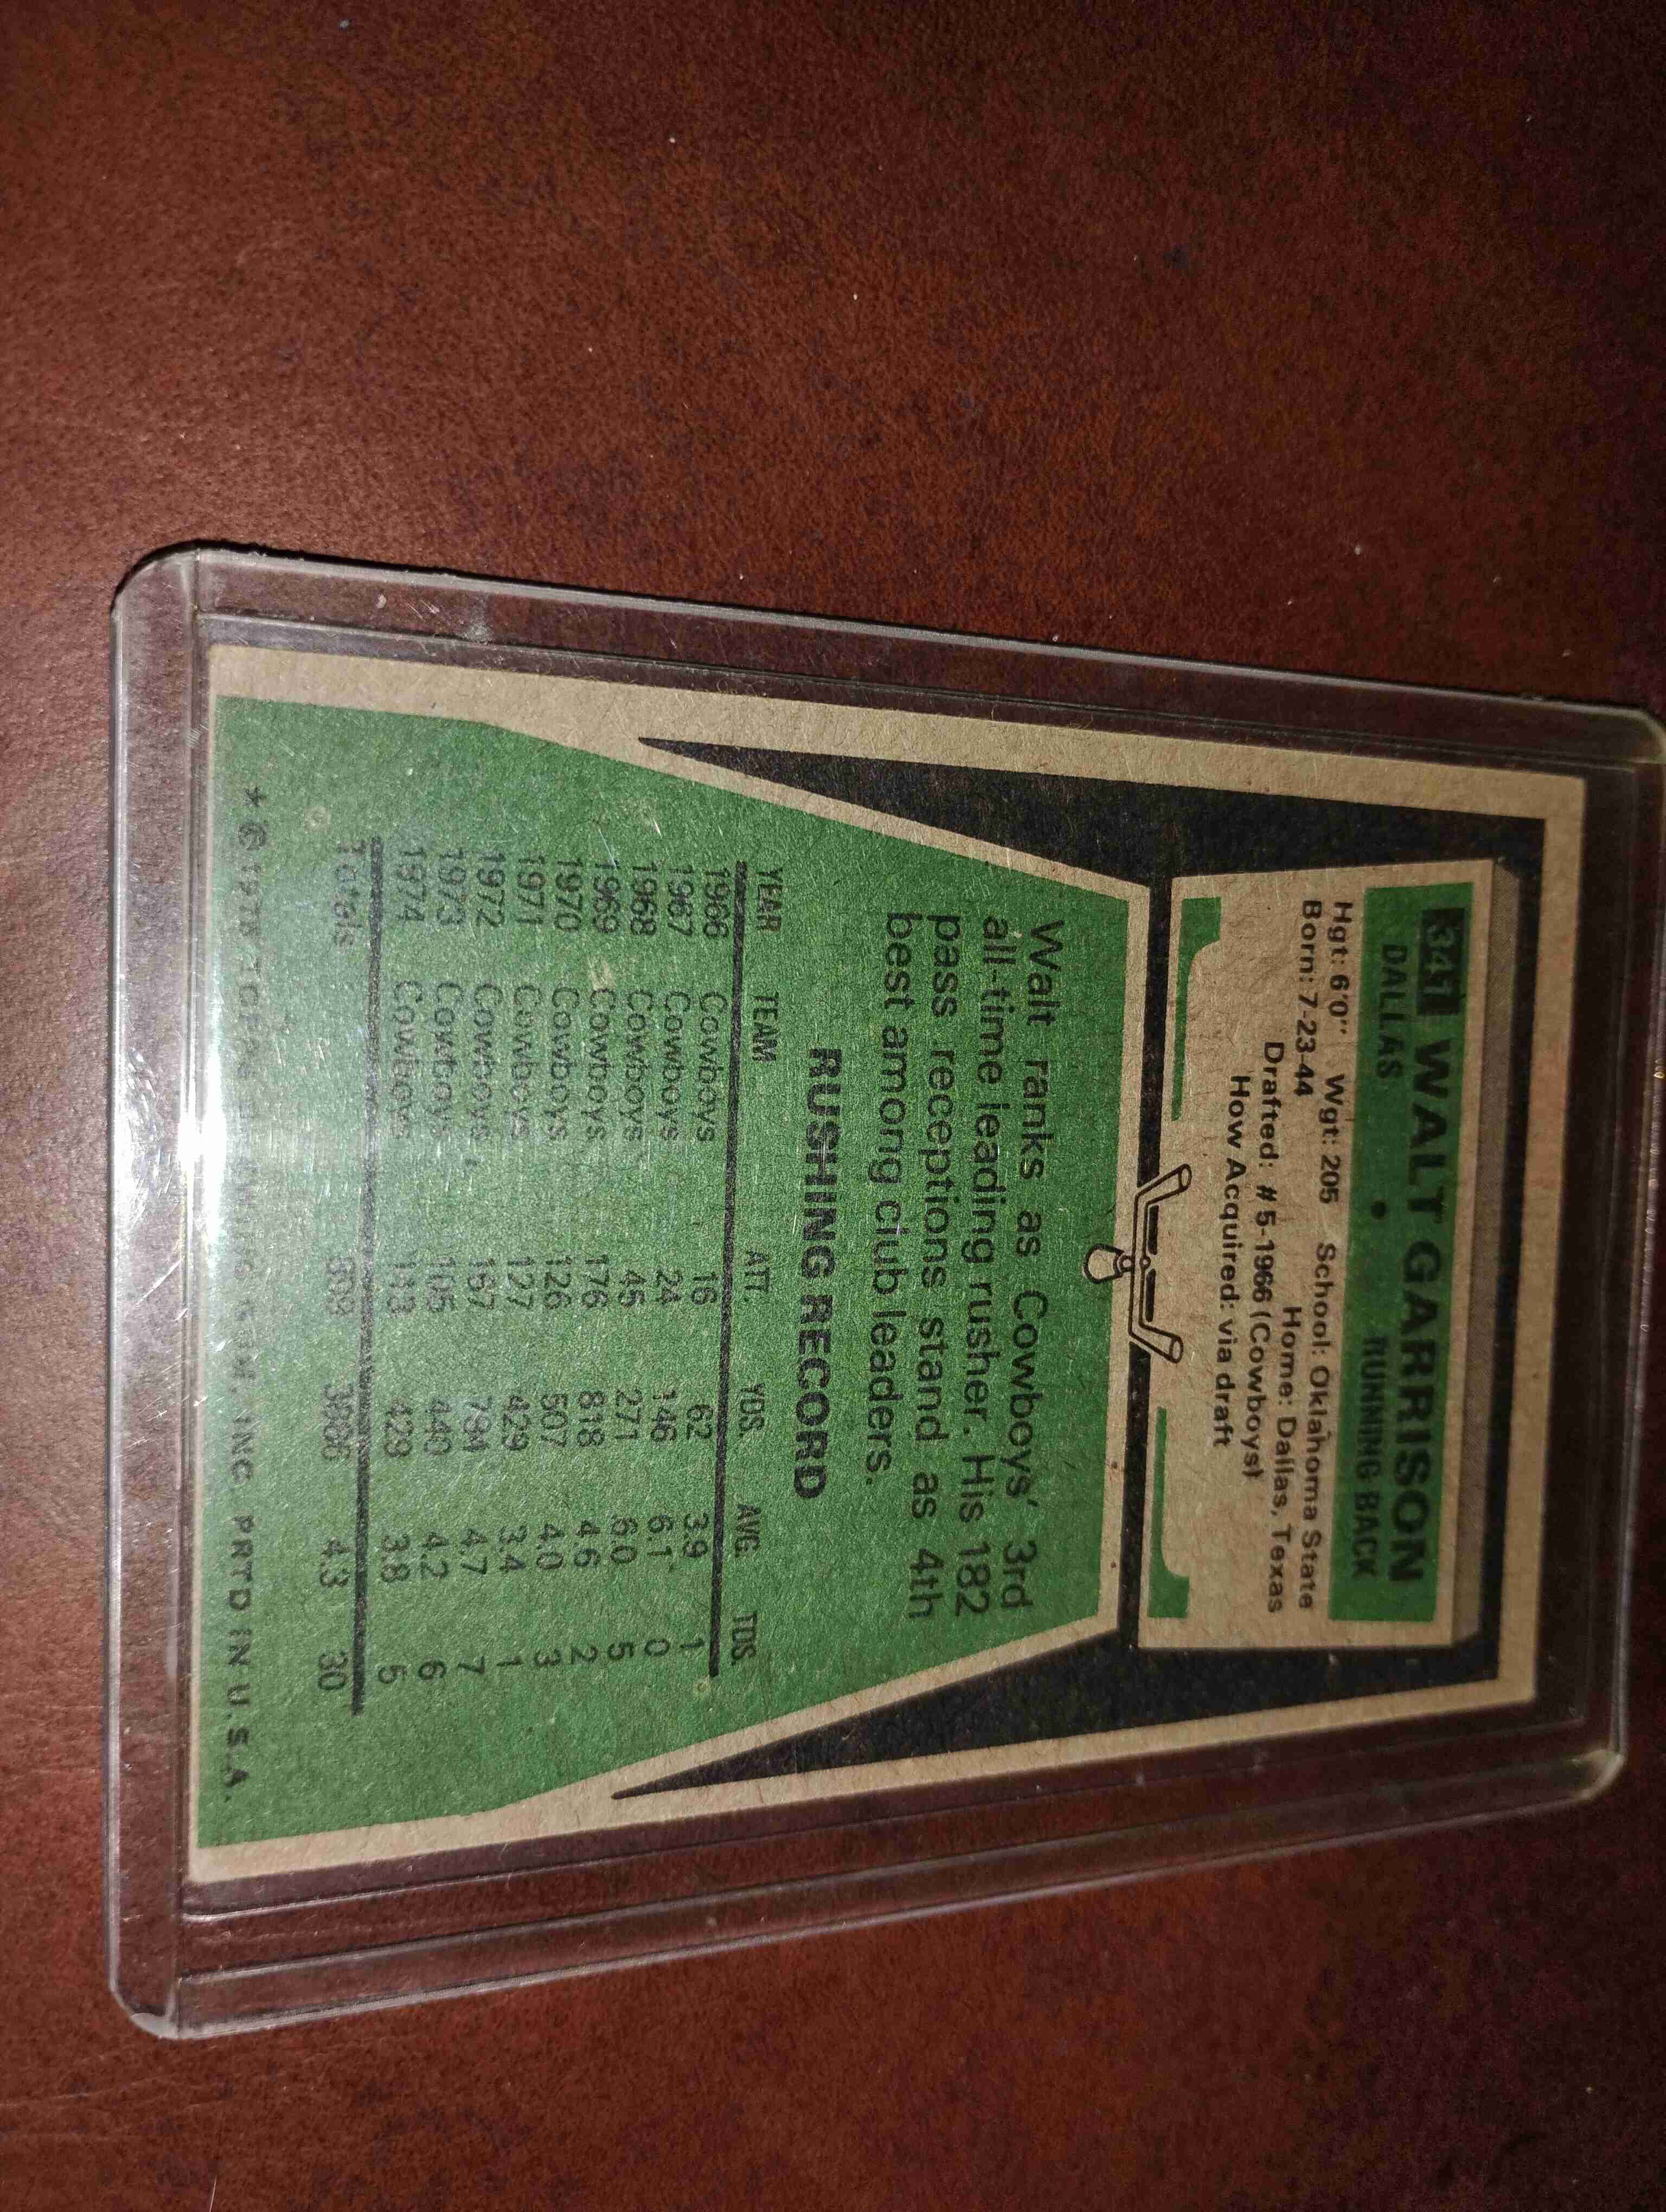 341 WALT GARRISON
DALLAS • RUNNING BACK
Hgt: 6'0" Wgt: 205 School: Oklahoma State
Born: 7-23-44 Home: Dallas, Texas
Drafted: #5-1966 (Cowboys)
How Acquired: via draft
Walt ranks as Cowboys' 3rd
all-time leading rusher. His 182
pass receptions stand as 4th
best among club leaders.
RUSHING RECORD
YEAR TEAM ATT. YDS. AVG. TDS.
1966 Cowboys 16 62 3.9 1
1967 Cowboys 24 146 6.1 0
1968 Cowboys 45 271 6.0 5
1969 Cowboys 176 818 4.6 2
1970 Cowboys 126 507 4.0 3
1971 Cowboys 127 429 3.4 1
1972 Cowboys 167 784 4.7 7
1973 Cowboys 105 440 4.2 6
1974 Cowboys 113 429 3.8 5
Totals 899 3886 4.3 30
* © 1975 TOPPS CHEWING GUM, INC. PRTD IN U.S.A.